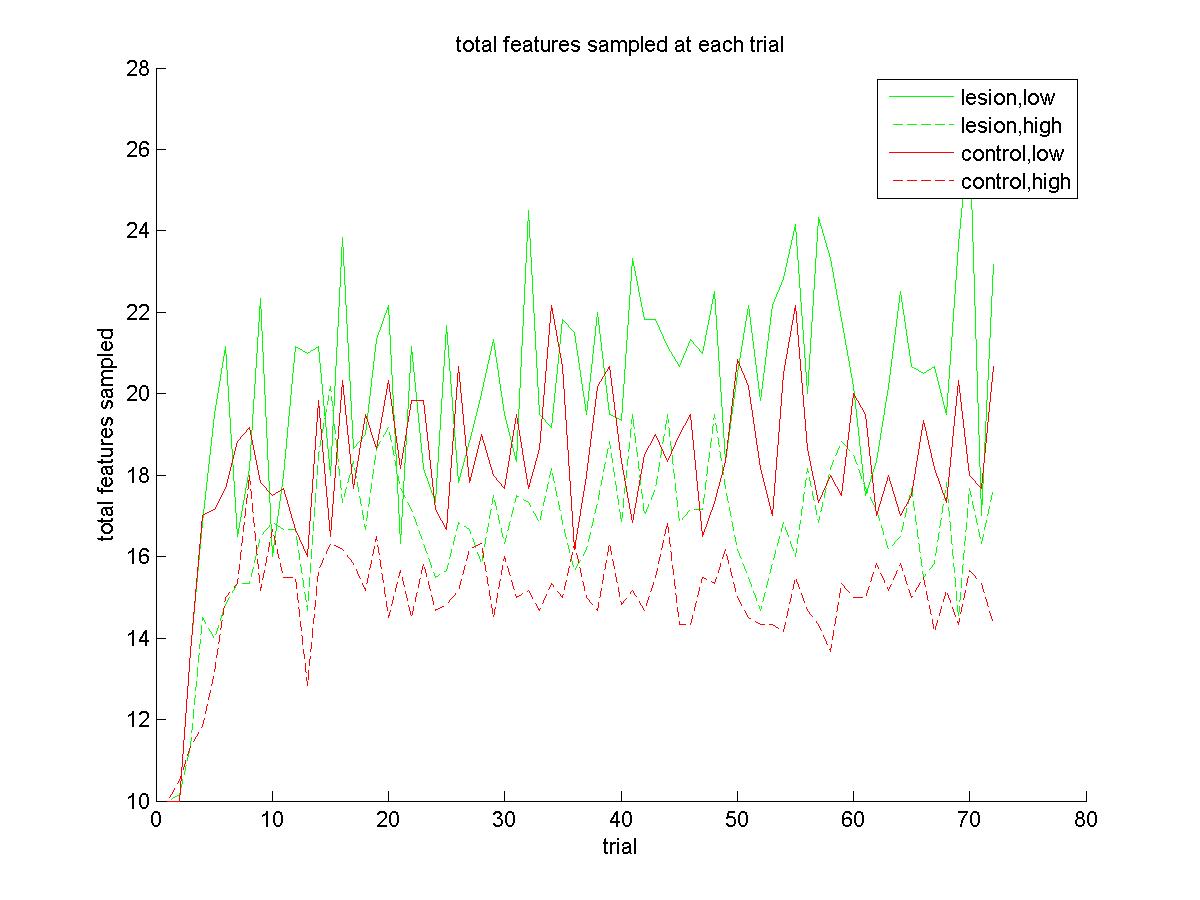 total features sampled at each trial
28
26
24
22
20
18
16
14
12
10
total features sampled
lesion,low
lesion,high
control,low
control,high
0 10 20 30 40 50 60 70 80
trial